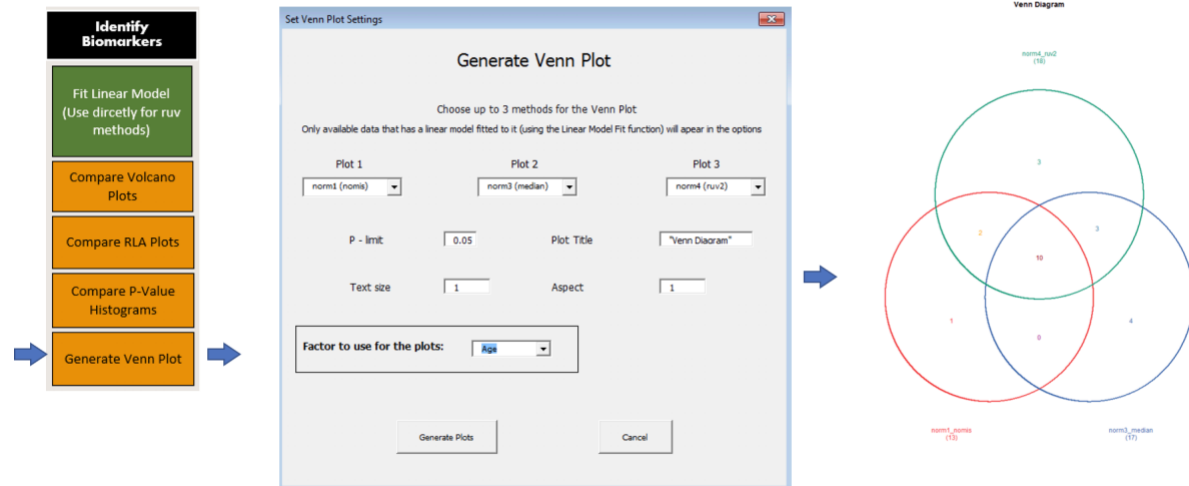 Identify
Biomarkers
Fit Linear Model
(Use dircetly for ruv
methods)
Compare Volcano
Plots
Compare RLA Plots
Compare P-Value
Histograms
Generate Venn Plot
Set Venn Plot Settings
Generate Venn Plot
Choose up to 3 methods for the Venn Plot
Only available data that has a linear model fitted to it (using the Linear Model Fit function) will apear in the options
Plot 1
Plot 2
Plot 3
norm1 (nomis)
norm3 (median)
norm4 (ruv2)
P - limit
0.05
Plot Title
"Venn Diagram"
Text size
1
Aspect
1
Factor to use for the plots:
Age
Generate Plots
Cancel
Venn Diagram
norm4_ruv2
(18)
3
2
3
10
1
0
4
norm1_nomis
(13)
norm3_median
(17)